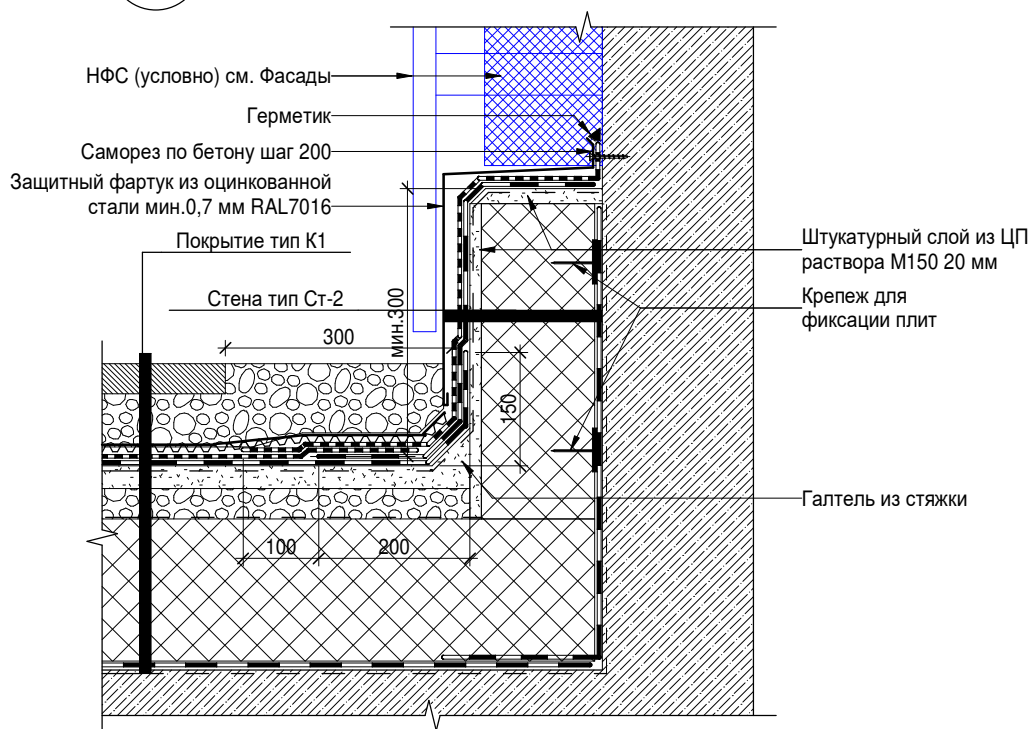 НФС (условно) см. Фасады
Герметик
Саморез по бетону шаг 200
Защитный фартук из оцинкованной
стали мин.0,7 мм RAL7016
Покрытие тип К1
Стена тип Ст-2
300
мин.300
150
100
200
Штукатурный слой из ЦП
раствора М150 20 мм
Крепеж для
фиксации плит
Галтель из стяжки